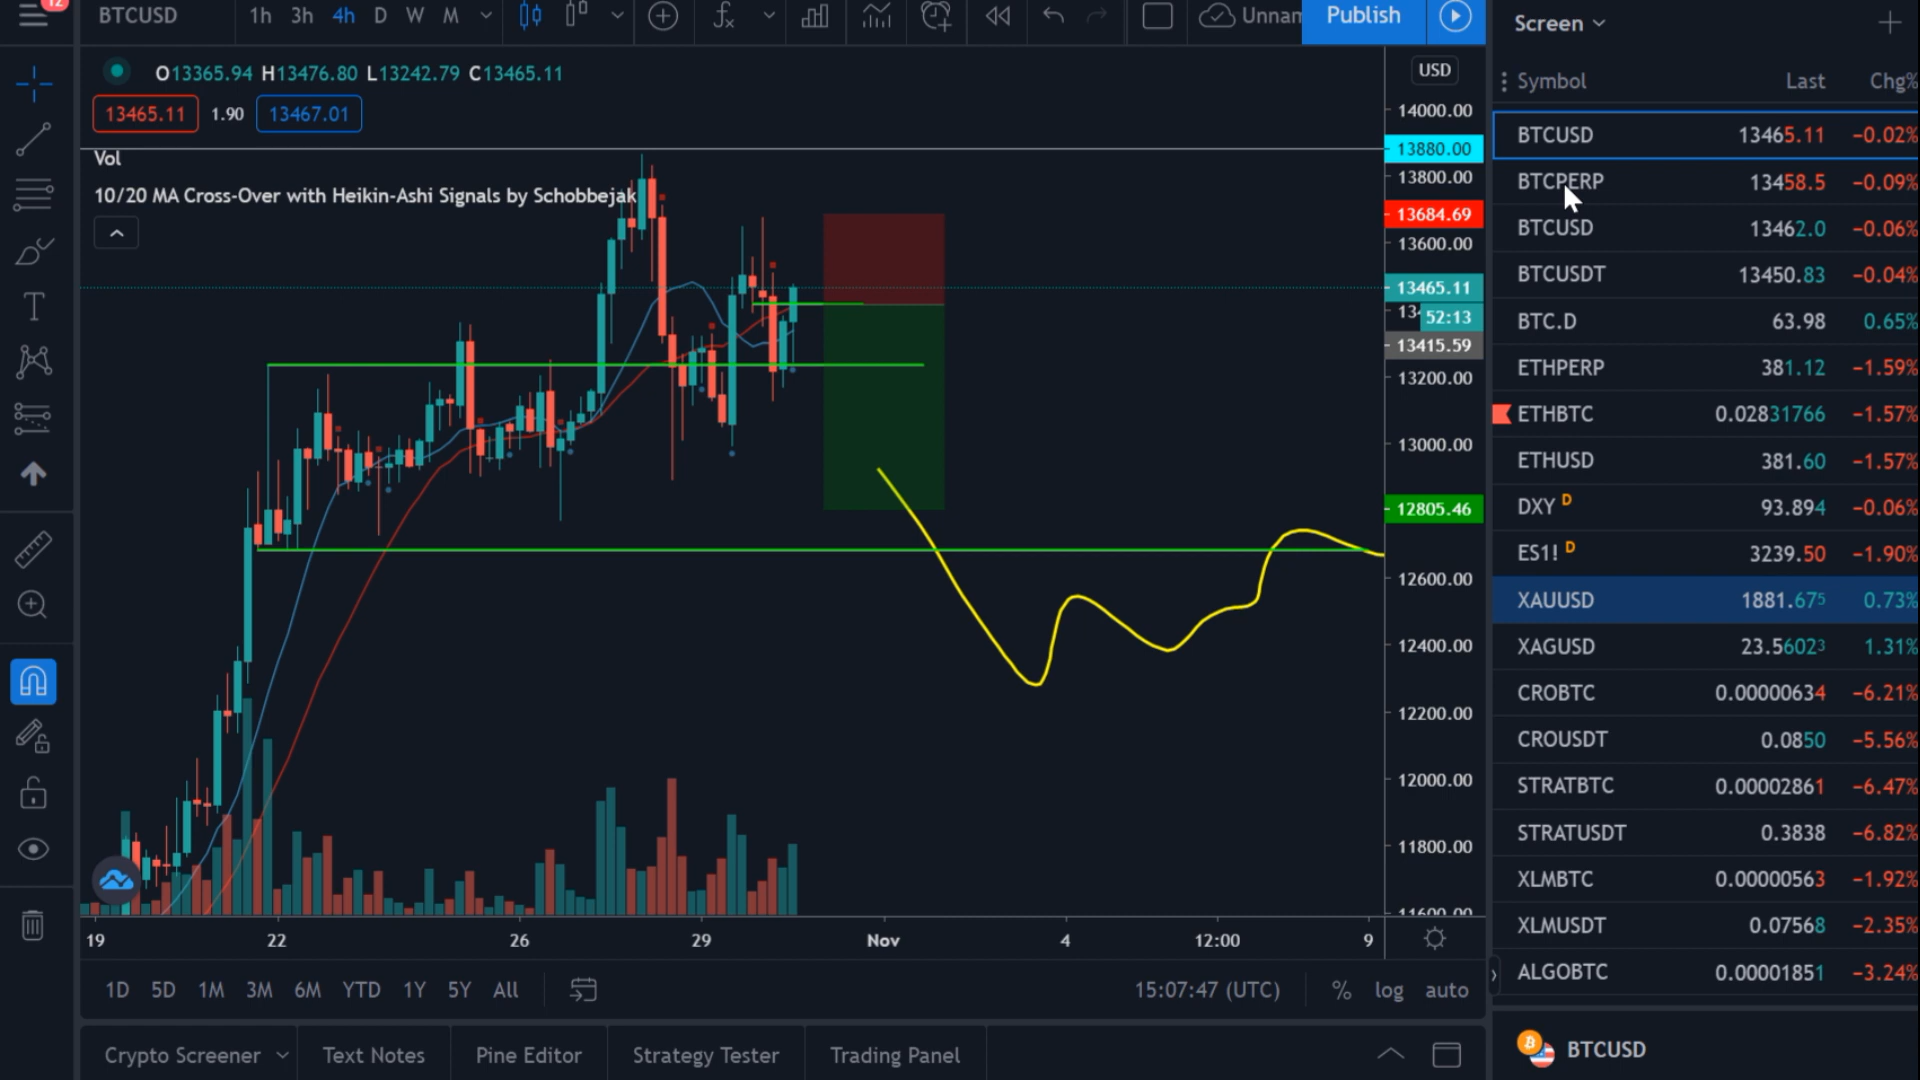 12
BTCUSD 1h 3h 4h D W M Unnam Publish
O13365.94 H13476.80 L13242.79 C13465.11
13465.11 1.90 13467.01
Vol
10/20 MA Cross-Over with Heikin-Ashi Signals by Schobbejak
USD
14000.00
13880.00
13800.00
13684.69
13600.00
13465.11
52:13
13415.59
13200.00
13000.00
12805.46
12600.00
12400.00
12200.00
12000.00
11800.00
11600.00
19 22 26 29 Nov 4 12:00 9
1D 5D 1M 3M 6M YTD 1Y 5Y All 15:07:47 (UTC) % log auto
Crypto Screener Text Notes Pine Editor Strategy Tester Trading Panel
Screen
Symbol Last Chg%
BTCUSD 13465.11 −0.02%
BTCPERP 13458.5 −0.09%
BTCUSD 13462.0 −0.06%
BTCUSDT 13450.83 −0.04%
BTC.D 63.98 0.65%
ETHPERP 381.12 −1.59%
ETHBTC 0.02831766 −1.57%
ETHUSD 381.60 −1.57%
DXY D 93.894 −0.06%
ES1! D 3239.50 −1.90%
XAUUSD 1881.675 0.73%
XAGUSD 23.56023 1.31%
CROBTC 0.00000634 −6.21%
CROUSDT 0.0850 −5.56%
STRATBTC 0.00002861 −6.47%
STRATUSDT 0.3838 −6.82%
XLMBTC 0.00000563 −1.92%
XLMUSDT 0.07568 −2.35%
ALGOBTC 0.00001851 −3.24%
BTCUSD